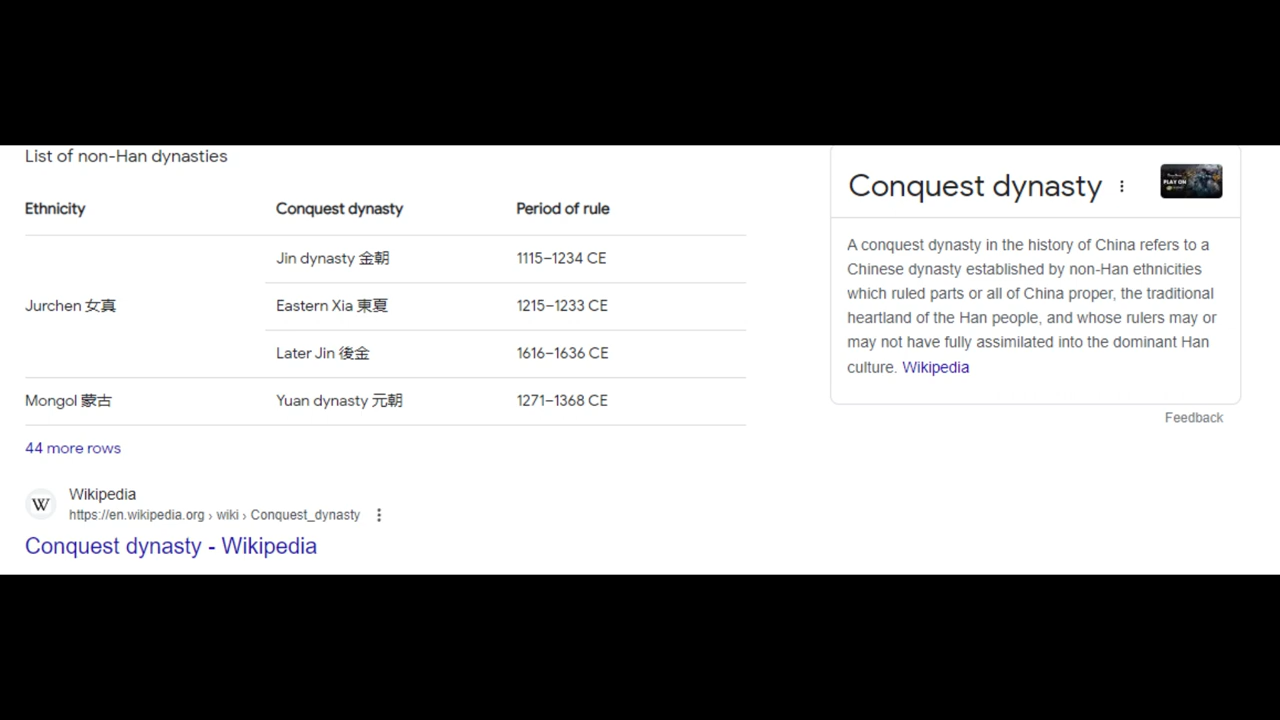 List of non-Han dynasties
Ethnicity Conquest dynasty Period of rule
Jin dynasty 金朝 1115–1234 CE
Jurchen 女真 Eastern Xia 東夏 1215–1233 CE
Later Jin 後金 1616–1636 CE
Mongol 蒙古 Yuan dynasty 元朝 1271–1368 CE
44 more rows
W
Wikipedia
https://en.wikipedia.org › wiki › Conquest_dynasty
Conquest dynasty - Wikipedia
Conquest dynasty
PLAY ON
A conquest dynasty in the history of China refers to a
Chinese dynasty established by non-Han ethnicities
which ruled parts or all of China proper, the traditional
heartland of the Han people, and whose rulers may or
may not have fully assimilated into the dominant Han
culture. Wikipedia
Feedback